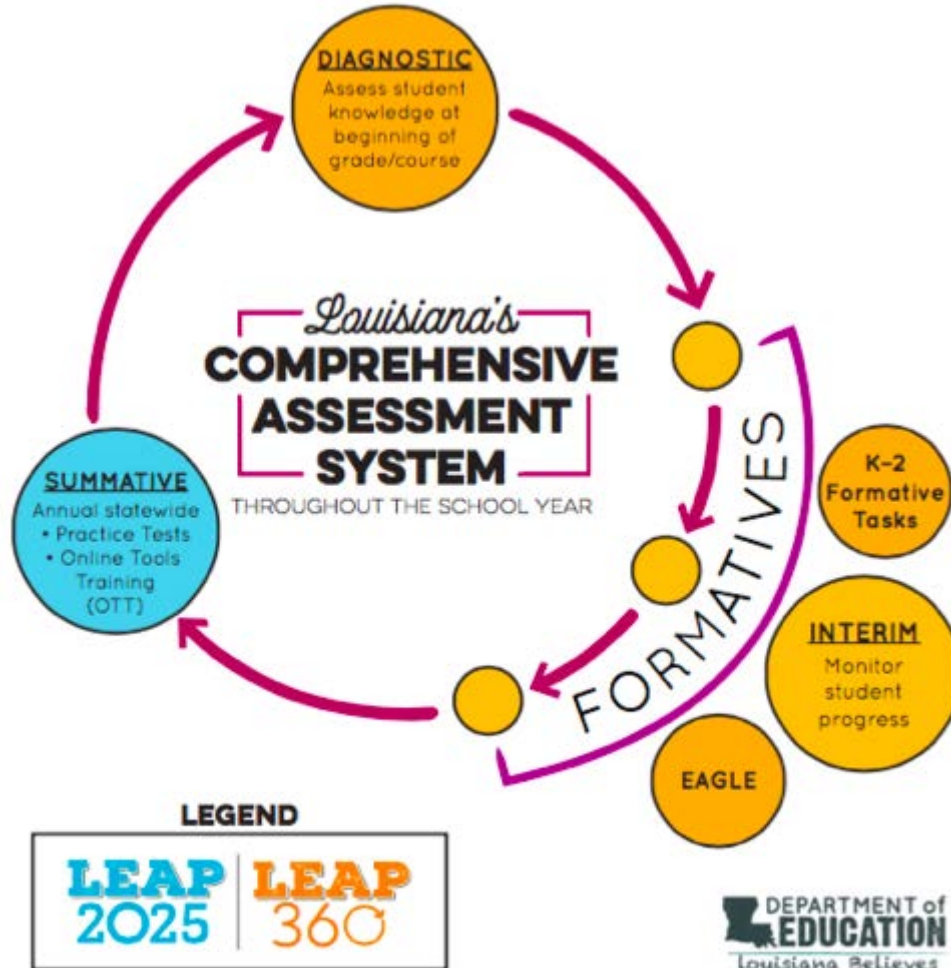 DIAGNOSTIC
Assess student
knowledge at
beginning of
grade/course
Louisiana's
COMPREHENSIVE
ASSESSMENT
SYSTEM
THROUGHOUT THE SCHOOL YEAR
SUMMATIVE
Annual statewide
• Practice Tests
• Online Tools
Training
(OTT)
FORMATIVES
K-2
Formative
Tasks
INTERIM
Monitor
student
progress
EAGLE
LEGEND
LEAP
2025
LEAP
360
DEPARTMENT of
EDUCATION
Louisiana Believes